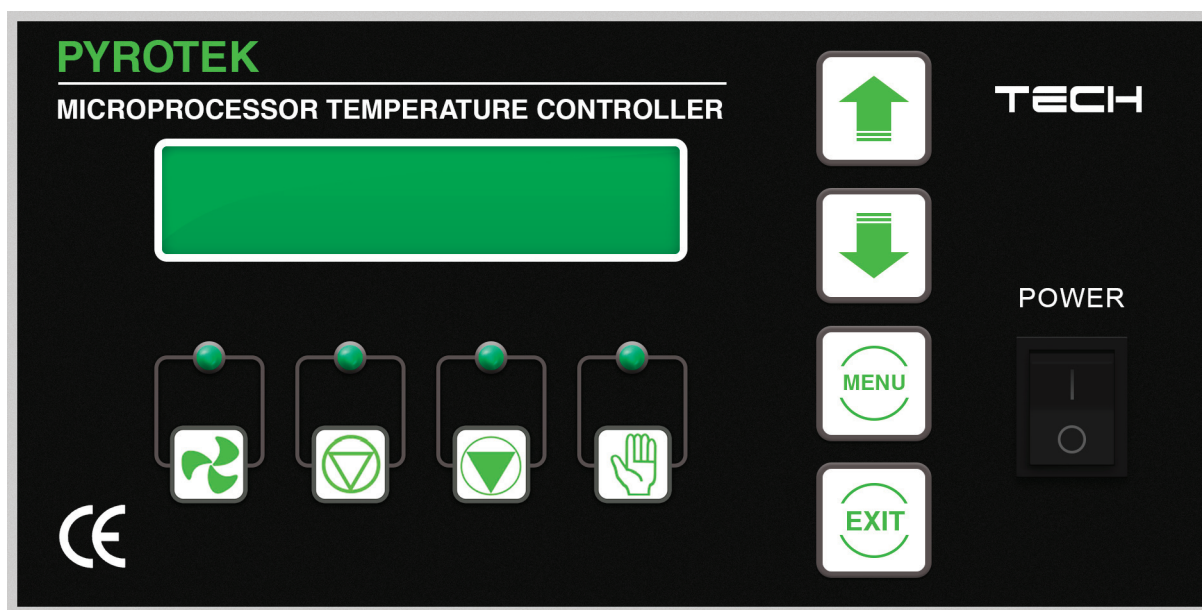 PYROTEK
MICROPROCESSOR TEMPERATURE CONTROLLER
TECH
POWER
MENU
EXIT
CE